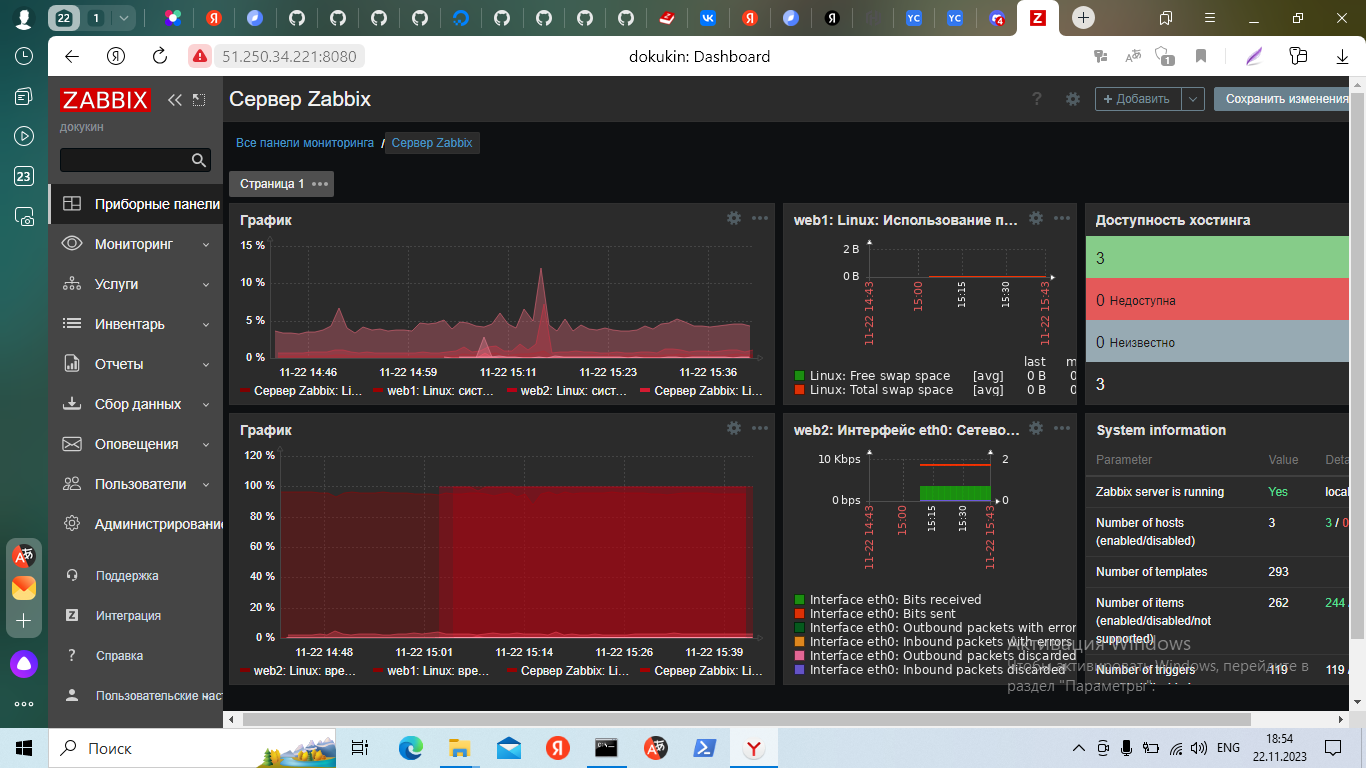 22
1
YC
YC
4
Z
51.250.34.221:8080
dokukin: Dashboard
1
23
ZABBIX
докукин
Приборные панели
Мониторинг
Услуги
Инвентарь
Отчеты
Сбор данных
Оповещения
Пользователи
Администрирование
Поддержка
Интеграция
Справка
Пользовательские нас
Сервер Zabbix
? + Добавить Сохранить изменения
Все панели мониторинга / Сервер Zabbix
Страница 1
График
15 %
10 %
5 %
0 %
11-22 14:46 11-22 14:59 11-22 15:11 11-22 15:23 11-22 15:36
Сервер Zabbix: Li... web1: Linux: сист... web2: Linux: сист... Сервер Zabbix: Li...
web1: Linux: Использование п...
2 B
0 B
11-22 14:43 15:00 15:15 15:30 11-22 15:43
last m
Linux: Free swap space [avg] 0 B 0
Linux: Total swap space [avg] 0 B 0
Доступность хостинга
3
0 Недоступна
0 Неизвестно
3
График
120 %
100 %
80 %
60 %
40 %
20 %
0 %
11-22 14:48 11-22 15:01 11-22 15:14 11-22 15:26 11-22 15:39
web2: Linux: вре... web1: Linux: вре... Сервер Zabbix: Li... Сервер Zabbix: Li...
web2: Интерфейс eth0: Сетево...
10 Kbps 2
0 bps 0
11-22 14:43 15:00 15:15 15:30 11-22 15:43
Interface eth0: Bits received
Interface eth0: Bits sent
Interface eth0: Outbound packets with error
Interface eth0: Inbound packets with errors
Interface eth0: Outbound packets discarded
Interface eth0: Inbound packets discarded
System information
Parameter Value Deta
Zabbix server is running Yes local
Number of hosts (enabled/disabled) 3 3 / 0
Number of templates 293
Number of items (enabled/disabled/not supported) 262 244
Number of triggers 119 119 /
Активация Windows
Чтобы активировать Windows, перейдите в
раздел "Параметры".
Поиск
ENG
18:54
22.11.2023